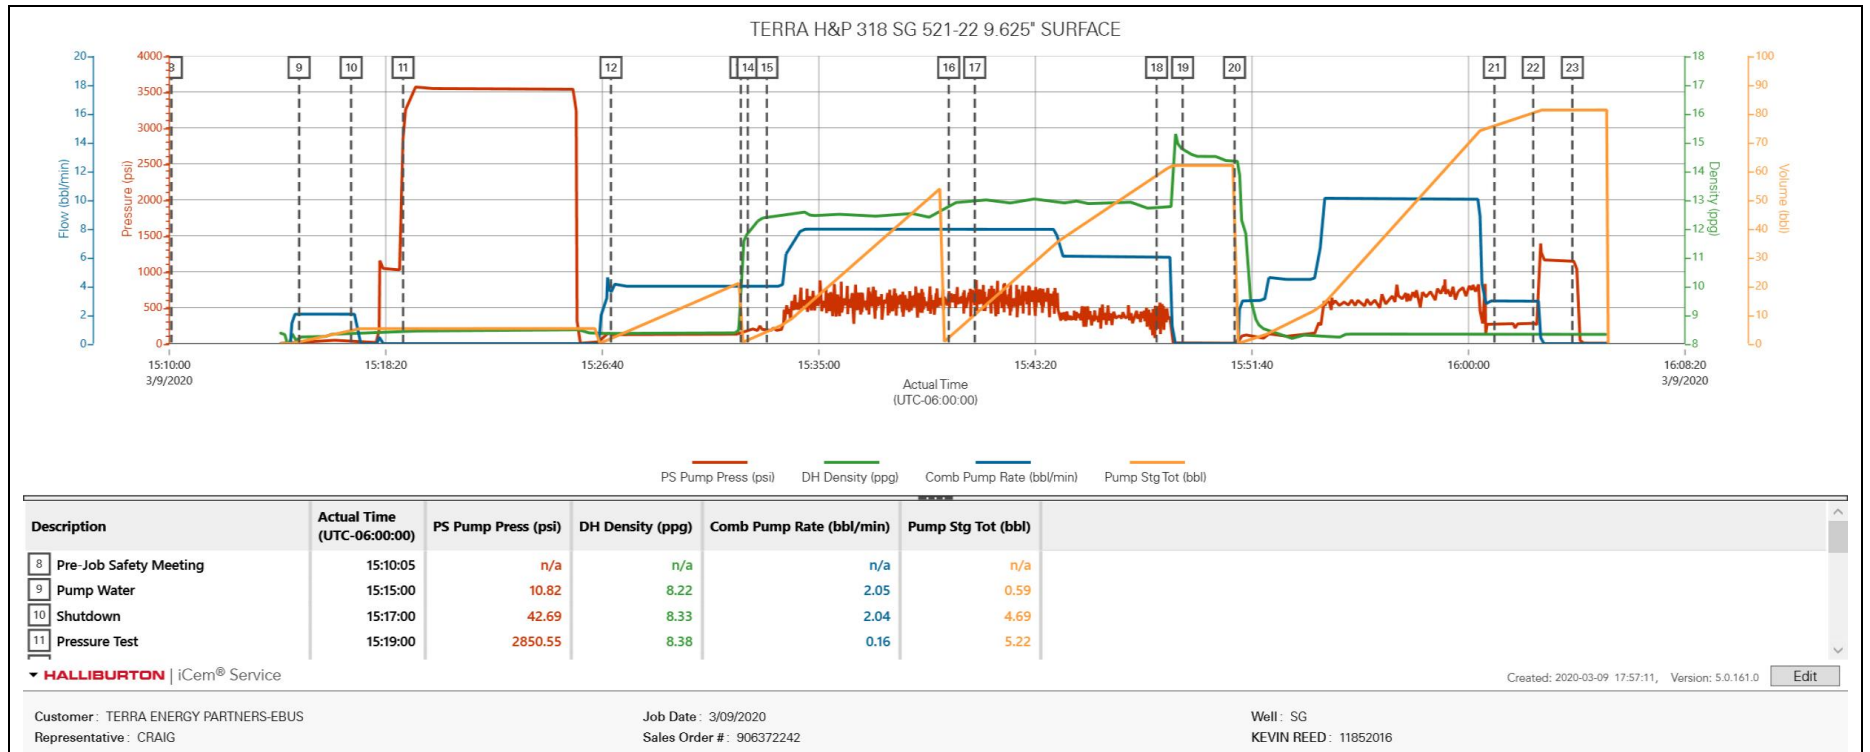 TERRA H&P 318 SG 521-22 9.625" SURFACE
20 4000 8 9 10 11 12 14 15 16 17 18 19 20 21 22 23 18 100
18 3500 17 90
16 3000 16 80
14 2500 15 70
12 2000 14 60
10 1500 13 50
8 1000 12 40
6 500 11 30
4 0 10 20
2 9 10
0 8 0
Flow (bbl/min)
Pressure (psi)
Density (ppg)
Volume (bbl)
15:10:00 15:18:20 15:26:40 15:35:00 15:43:20 15:51:40 16:00:00 16:08:20
3/9/2020 3/9/2020
Actual Time
(UTC-06:00:00)
PS Pump Press (psi) DH Density (ppg) Comb Pump Rate (bbl/min) Pump Stg Tot (bbl)
Description Actual Time (UTC-06:00:00) PS Pump Press (psi) DH Density (ppg) Comb Pump Rate (bbl/min) Pump Stg Tot (bbl)
8 Pre-Job Safety Meeting 15:10:05 n/a n/a n/a n/a
9 Pump Water 15:15:00 10.82 8.22 2.05 0.59
10 Shutdown 15:17:00 42.69 8.33 2.04 4.69
11 Pressure Test 15:19:00 2850.55 8.38 0.16 5.22
HALLIBURTON | iCem® Service Created: 2020-03-09 17:57:11, Version: 5.0.161.0 Edit
Customer : TERRA ENERGY PARTNERS-EBUS Job Date : 3/09/2020 Well : SG
Representative : CRAIG Sales Order # : 906372242 KEVIN REED : 11852016